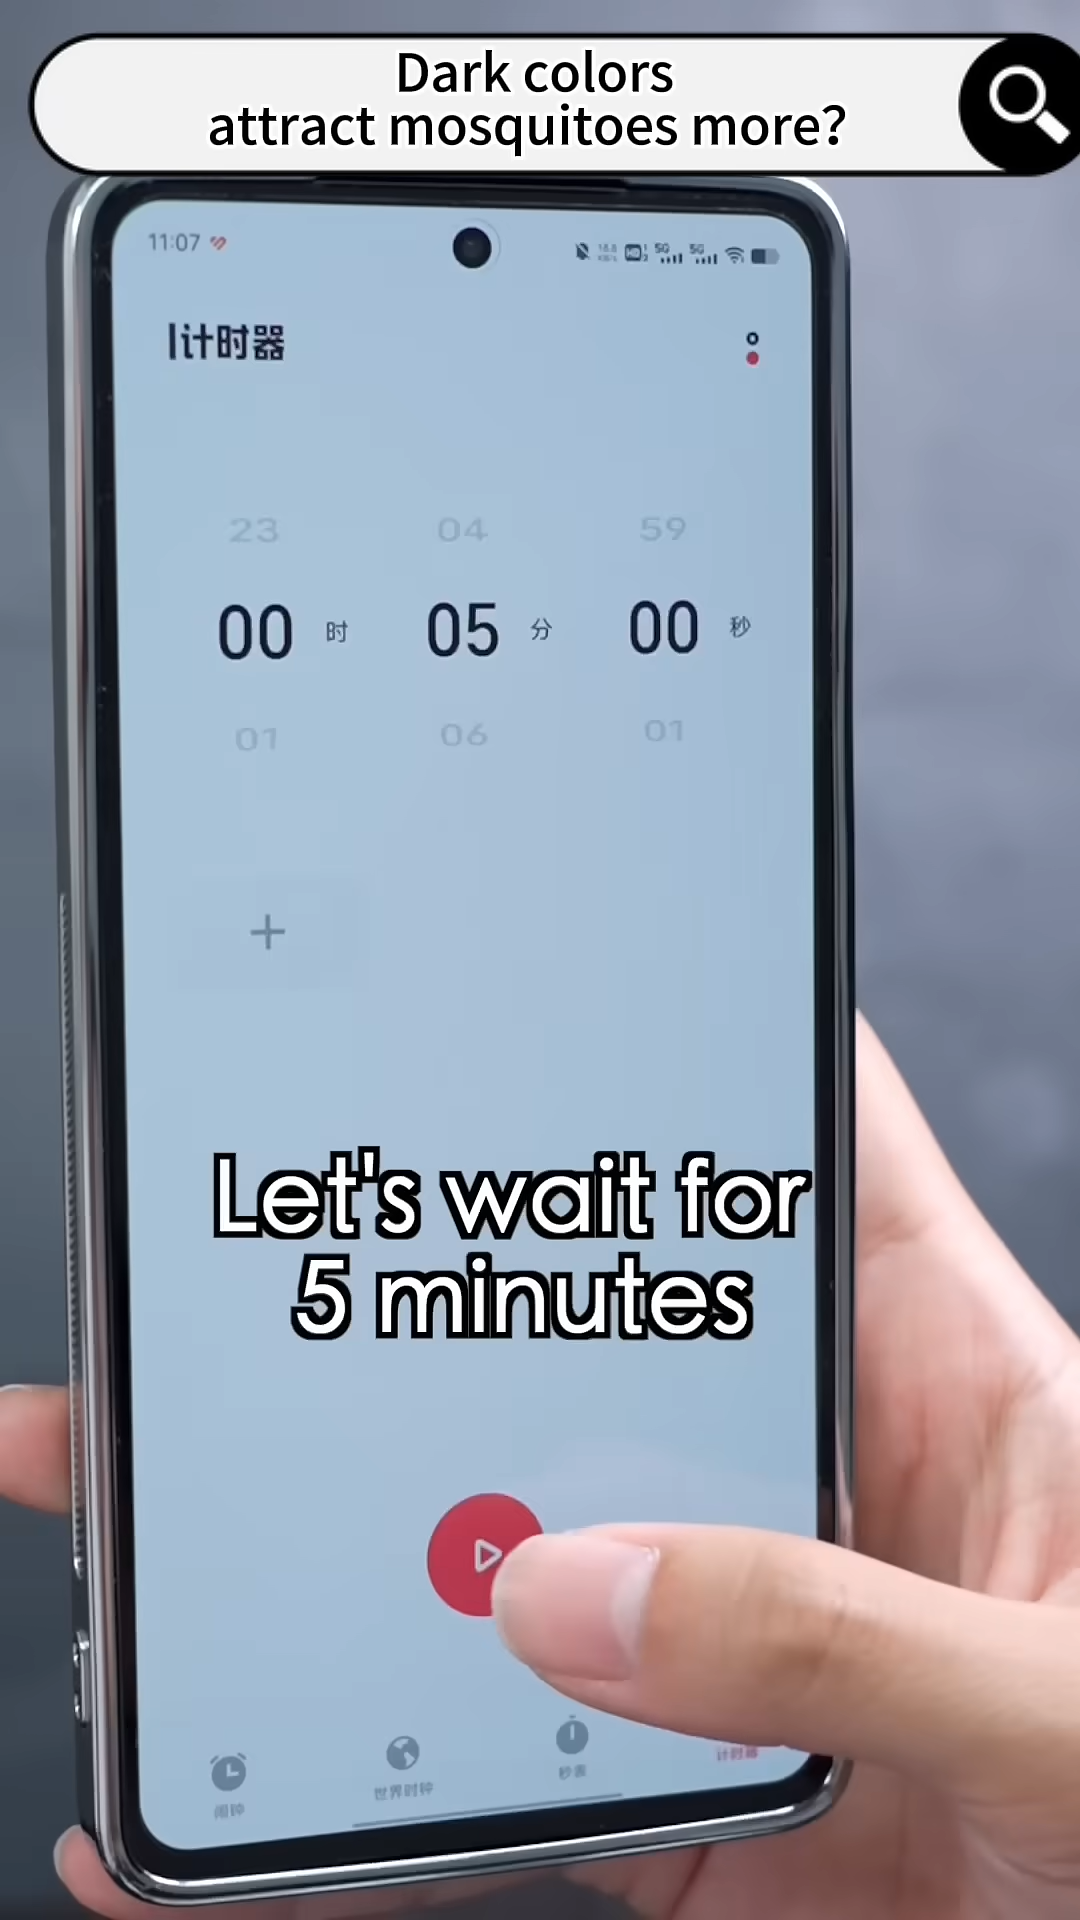 Dark colors
attract mosquitoes more?
11:07
5G 5G
计时器
23 04 59
00 时 05 分 00 秒
01 06 01
+
Let's wait for
5 minutes
闹钟 世界时钟 秒表 计时器